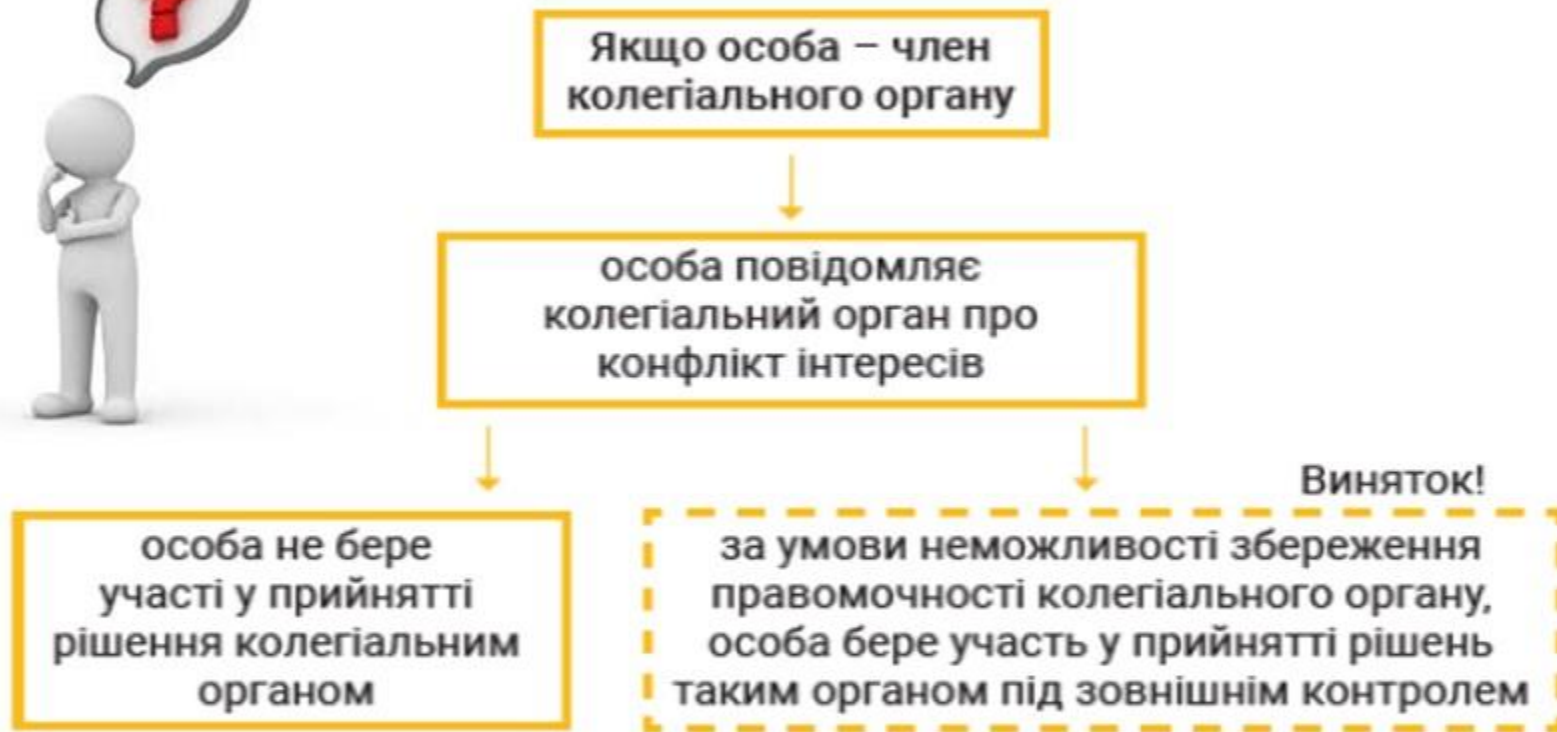 ?
Якщо особа – член
колегіального органу
особа повідомляє
колегіальний орган про
конфлікт інтересів
особа не бере
участі у прийнятті
рішення колегіальним
органом
Виняток!
за умови неможливості збереження
правомочності колегіального органу,
особа бере участь у прийнятті рішень
таким органом під зовнішнім контролем